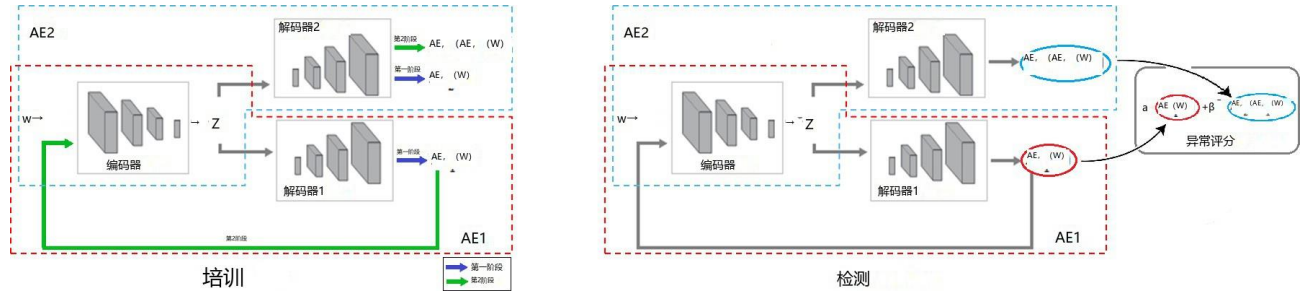 AE2
解码器2
第2阶段
AE, (AE, (W)
第一阶段
AE, (W)
w→
编码器
→ Z
第一阶段
AE, (W)
解码器1
第2阶段
AE1
培训
第一阶段
第2阶段
AE2
解码器2
AE, (AE, (W)
w→
编码器
→ Z
AE, (W)
解码器1
AE1
检测
a AE (W) +β AE, (AE, (W)
异常评分